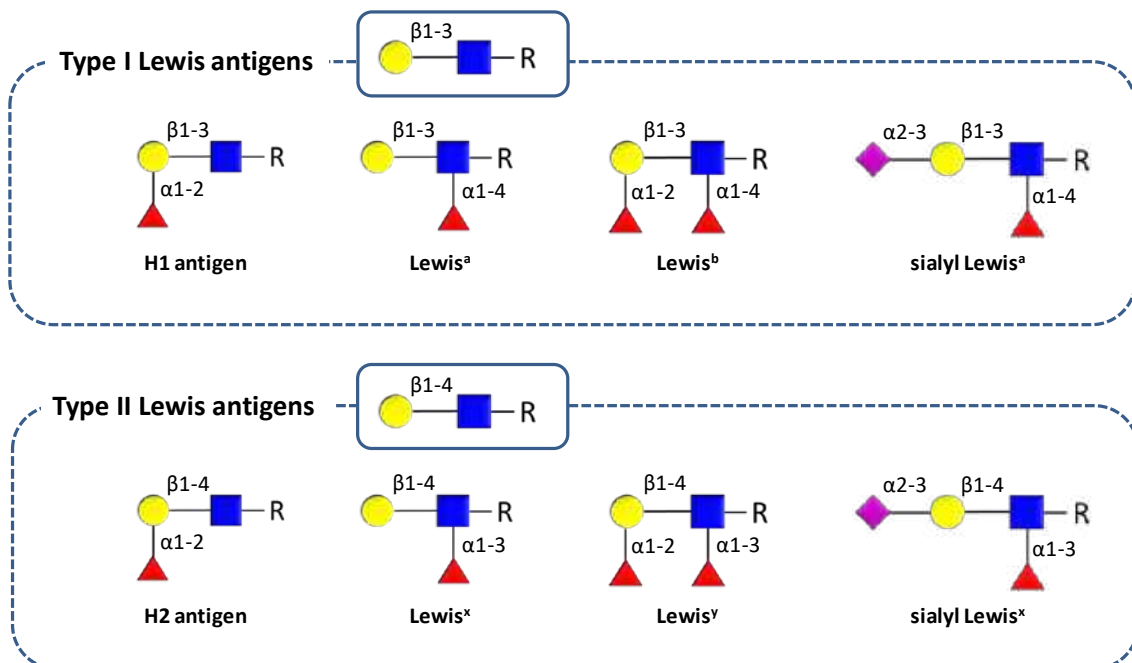 β1-3
Type I Lewis antigens
R
β1-3
R
α1-2
H1 antigen
β1-3
R
α1-4
Lewisᵃ
β1-3
R
α1-2
α1-4
Lewisᵇ
α2-3
β1-3
R
α1-4
sialyl Lewisᵃ
β1-4
Type II Lewis antigens
R
β1-4
R
α1-2
H2 antigen
β1-4
R
α1-3
Lewisˣ
β1-4
R
α1-2
α1-3
Lewisʸ
α2-3
β1-4
R
α1-3
sialyl Lewisˣ